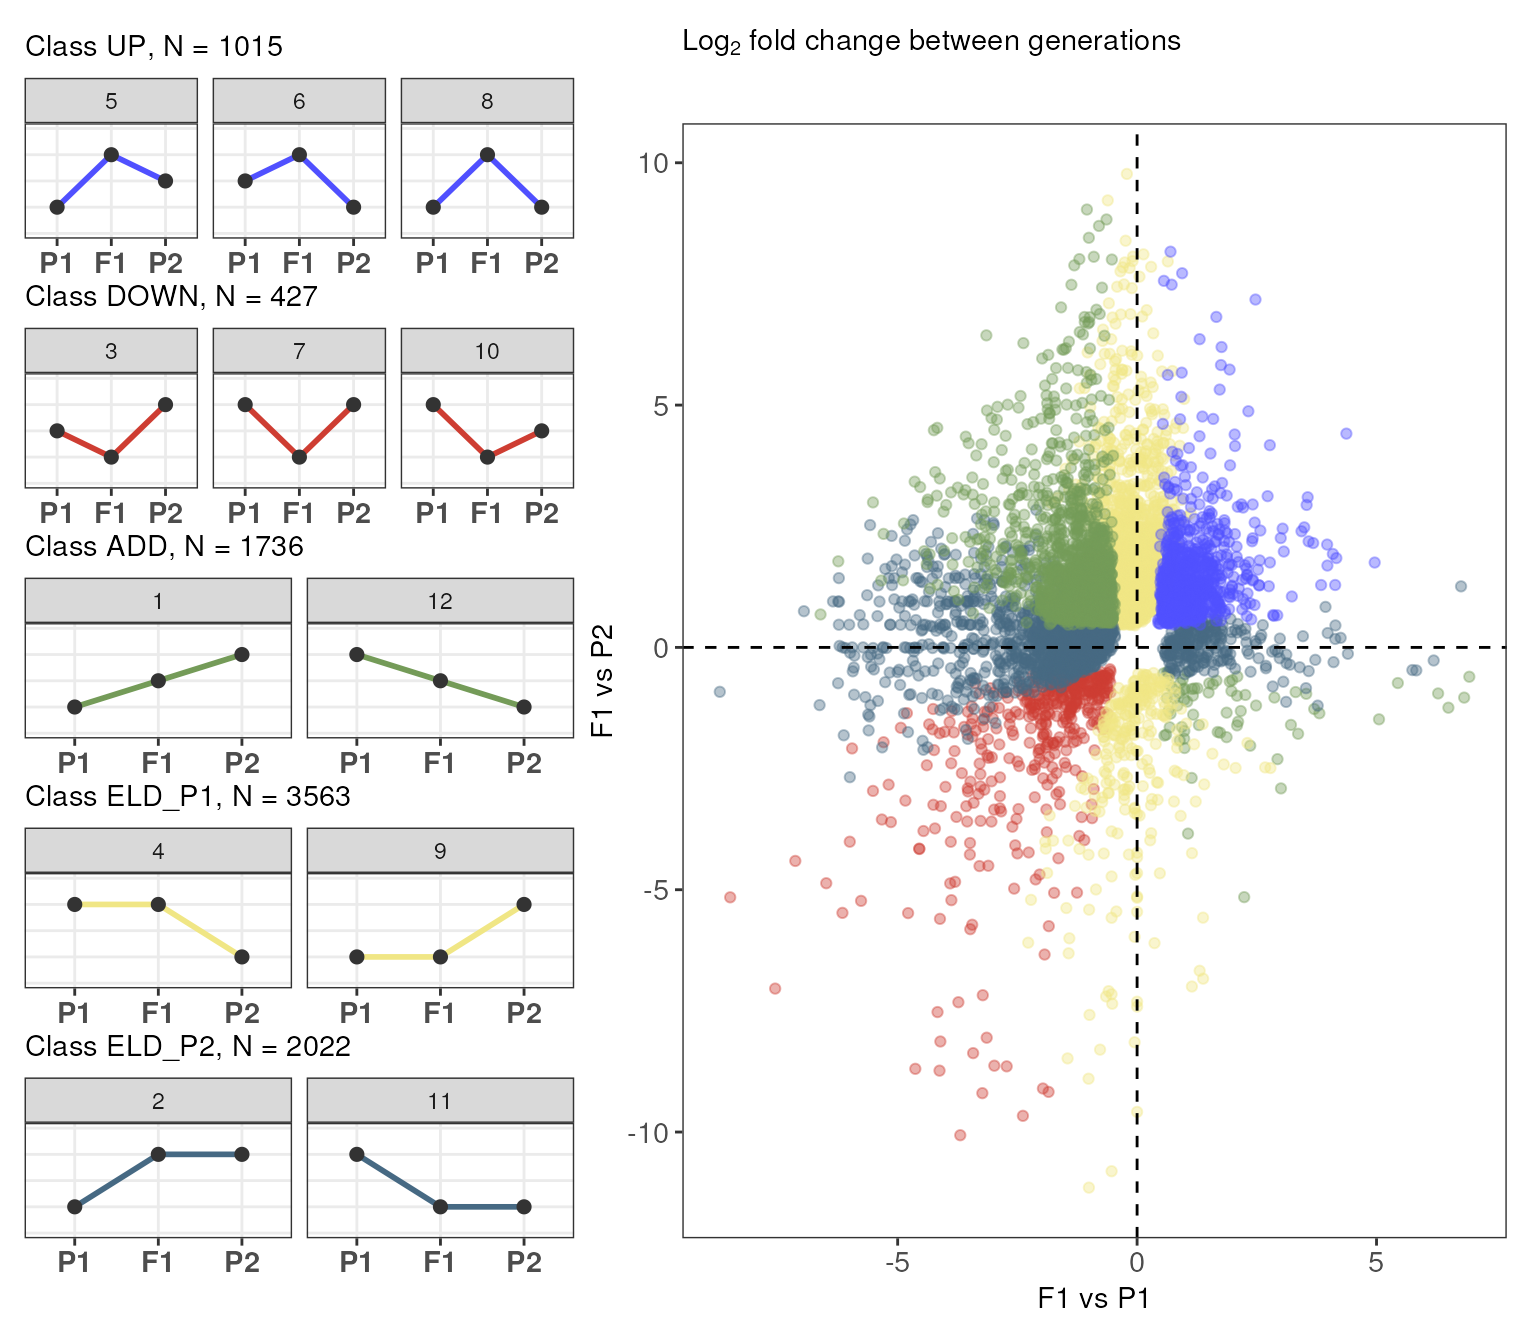 Class UP, N = 1015
5 6 8
P1 F1 P2 P1 F1 P2 P1 F1 P2
Class DOWN, N = 427
3 7 10
P1 F1 P2 P1 F1 P2 P1 F1 P2
Class ADD, N = 1736
1 12
P1 F1 P2 P1 F1 P2
Class ELD_P1, N = 3563
4 9
P1 F1 P2 P1 F1 P2
Class ELD_P2, N = 2022
2 11
P1 F1 P2 P1 F1 P2
Log₂ fold change between generations
F1 vs P2
10
5
0
-5
-10
-5 0 5
F1 vs P1